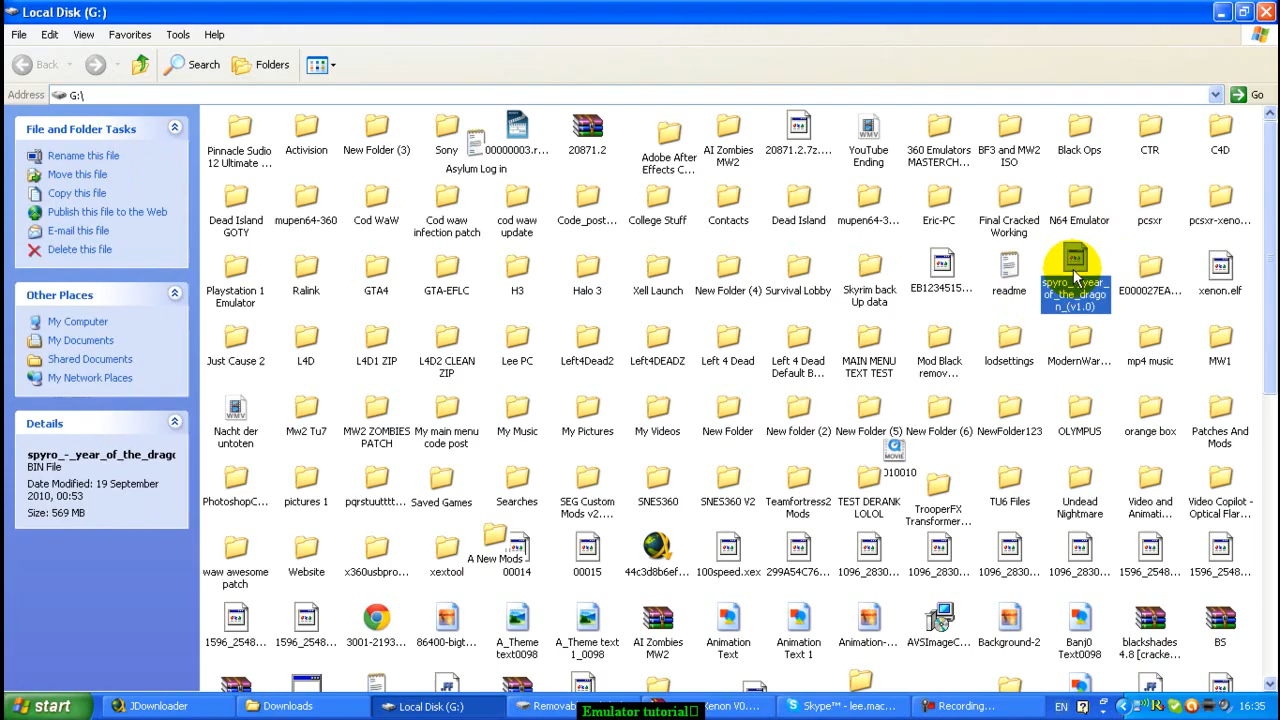 Local Disk (G:)
File Edit View Favorites Tools Help
Back Search Folders
Address G:\ Go
File and Folder Tasks
Rename this file
Move this file
Copy this file
Publish this file to the Web
E-mail this file
Delete this file
Other Places
My Computer
My Documents
Shared Documents
My Network Places
Details
spyro_-_year_of_the_drago
BIN File
Date Modified: 19 September
2010, 00:53
Size: 569 MB
Pinnacle Sudio
12 Ultimate ...
Activision
New Folder (3)
Sony
Asylum Log in
00000003.r...
20871.2
Adobe After
Effects C...
AI Zombies
MW2
20871.2.7z....
YouTube
Ending
360 Emulators
MASTERCH...
BF3 and MW2
ISO
Black Ops
CTR
C4D
Dead Island
GOTY
mupen64-360
Cod WaW
Cod waw
infection patch
cod waw
update
Code_post...
College Stuff
Contacts
Dead Island
mupen64-3...
Eric-PC
Final Cracked
Working
N64 Emulator
pcsxr
pcsxr-xeno...
Playstation 1
Emulator
Ralink
GTA4
GTA-EFLC
H3
Halo 3
Xell Launch
New Folder (4)
Survival Lobby
Skyrim back
Up data
EB1234515...
readme
spyro_-_year_
of_the_drago
n_(v1.0)
E000027EA...
xenon.elf
Just Cause 2
L4D
L4D1 ZIP
L4D2 CLEAN
ZIP
Lee PC
Left4Dead2
Left4DEADZ
Left 4 Dead
Left 4 Dead
Default B...
MAIN MENU
TEXT TEST
Mod Black
remov...
lodsettings
ModernWar...
mp4 music
MW1
Nacht der
untoten
Mw2 Tu7
MW2 ZOMBIES
PATCH
My main menu
code post
My Music
My Pictures
My Videos
New Folder
New folder (2)
New Folder (5)
New Folder (6)
NewFolder123
OLYMPUS
orange box
Patches And
Mods
PhotoshopC...
pictures 1
pqrstuuttt...
Saved Games
Searches
SEG Custom
Mods v2....
SNES360
SNES360 V2
Teamfortress2
Mods
TEST DERANK
LOLOL
TrooperFX
Transformer...
TU6 Files
Undead
Nightmare
Video and
Animati...
Video Copilot -
Optical Flar...
waw awesome
patch
Website
x360usbpro...
xextool
A New Mods
00014
00015
44c3d8b6ef...
100speed.xex
299A54C76...
1096_2830...
1096_2830...
1096_2830...
1596_2548...
1596_2548...
1596_2548...
1596_2548...
3001-2193...
86400-bigt...
A_Theme
text0098
A_Theme text
1_0098
AI Zombies
MW2
Animation
Text
Animation
Text 1
Animation-...
AVSImageC...
Background-2
Banj0
Text0098
blackshades
4.8 [cracke...
BS
start JDownloader Downloads Local Disk (G:) Xenon V0.... Skype™ - lee.mac... Recording... EN 16:35
Emulator tutorial